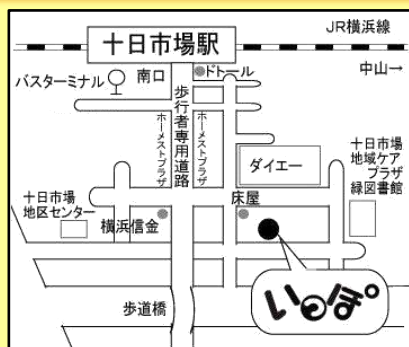 JR横浜線
十日市場駅
中山→
バスターミナル
南口
ドトール
歩行者専用道路
ホーメストプラザ
ホーメストプラザ
ダイエー
十日市場
地域ケア
プラザ
緑図書館
十日市場
地区センター
横浜信金
床屋
いっぽ。
歩道橋